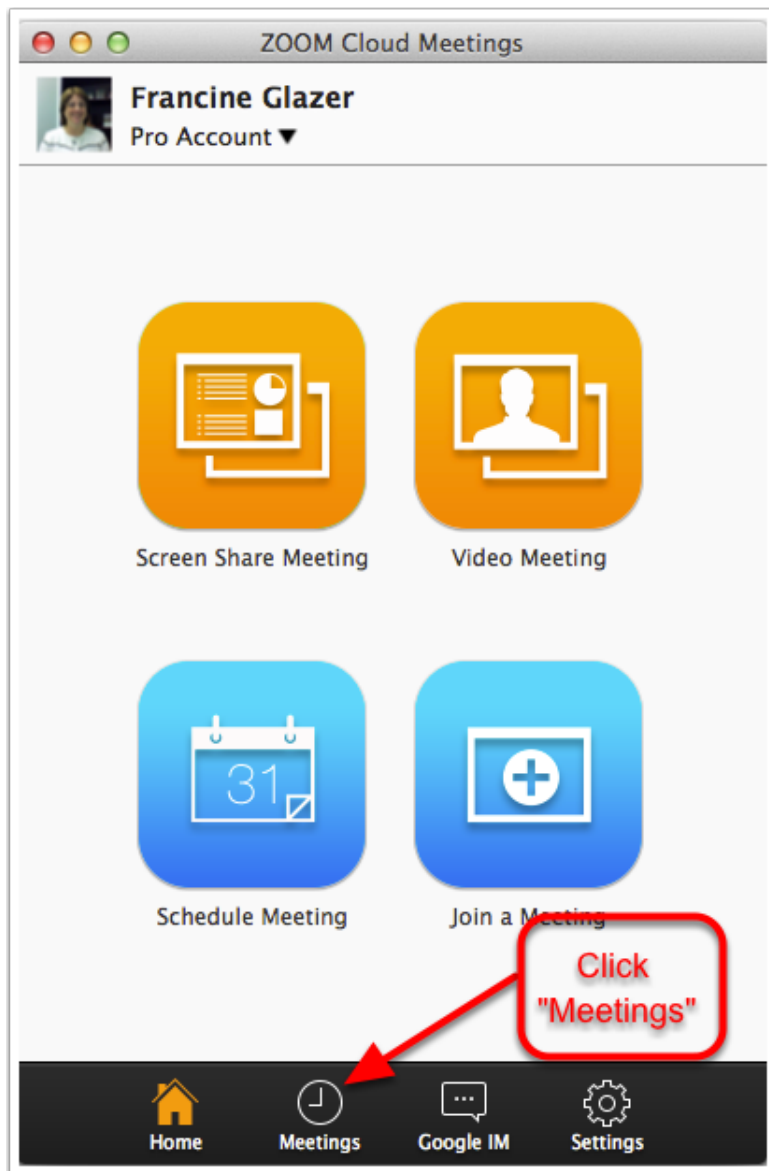 ZOOM Cloud Meetings
Francine Glazer
Pro Account ▼
Screen Share Meeting
Video Meeting
31
Schedule Meeting
Join a Meeting
Click
"Meetings"
Home
Meetings
Google IM
Settings